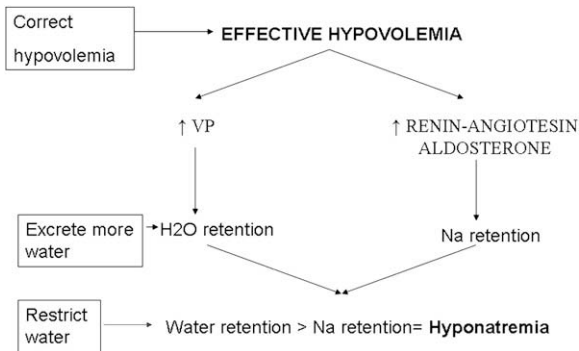 Correct
hypovolemia
EFFECTIVE HYPOVOLEMIA
↑ VP
↑ RENIN-ANGIOTESIN
ALDOSTERONE
Excrete more
water
H2O retention
Na retention
Restrict
water
Water retention > Na retention= Hyponatremia